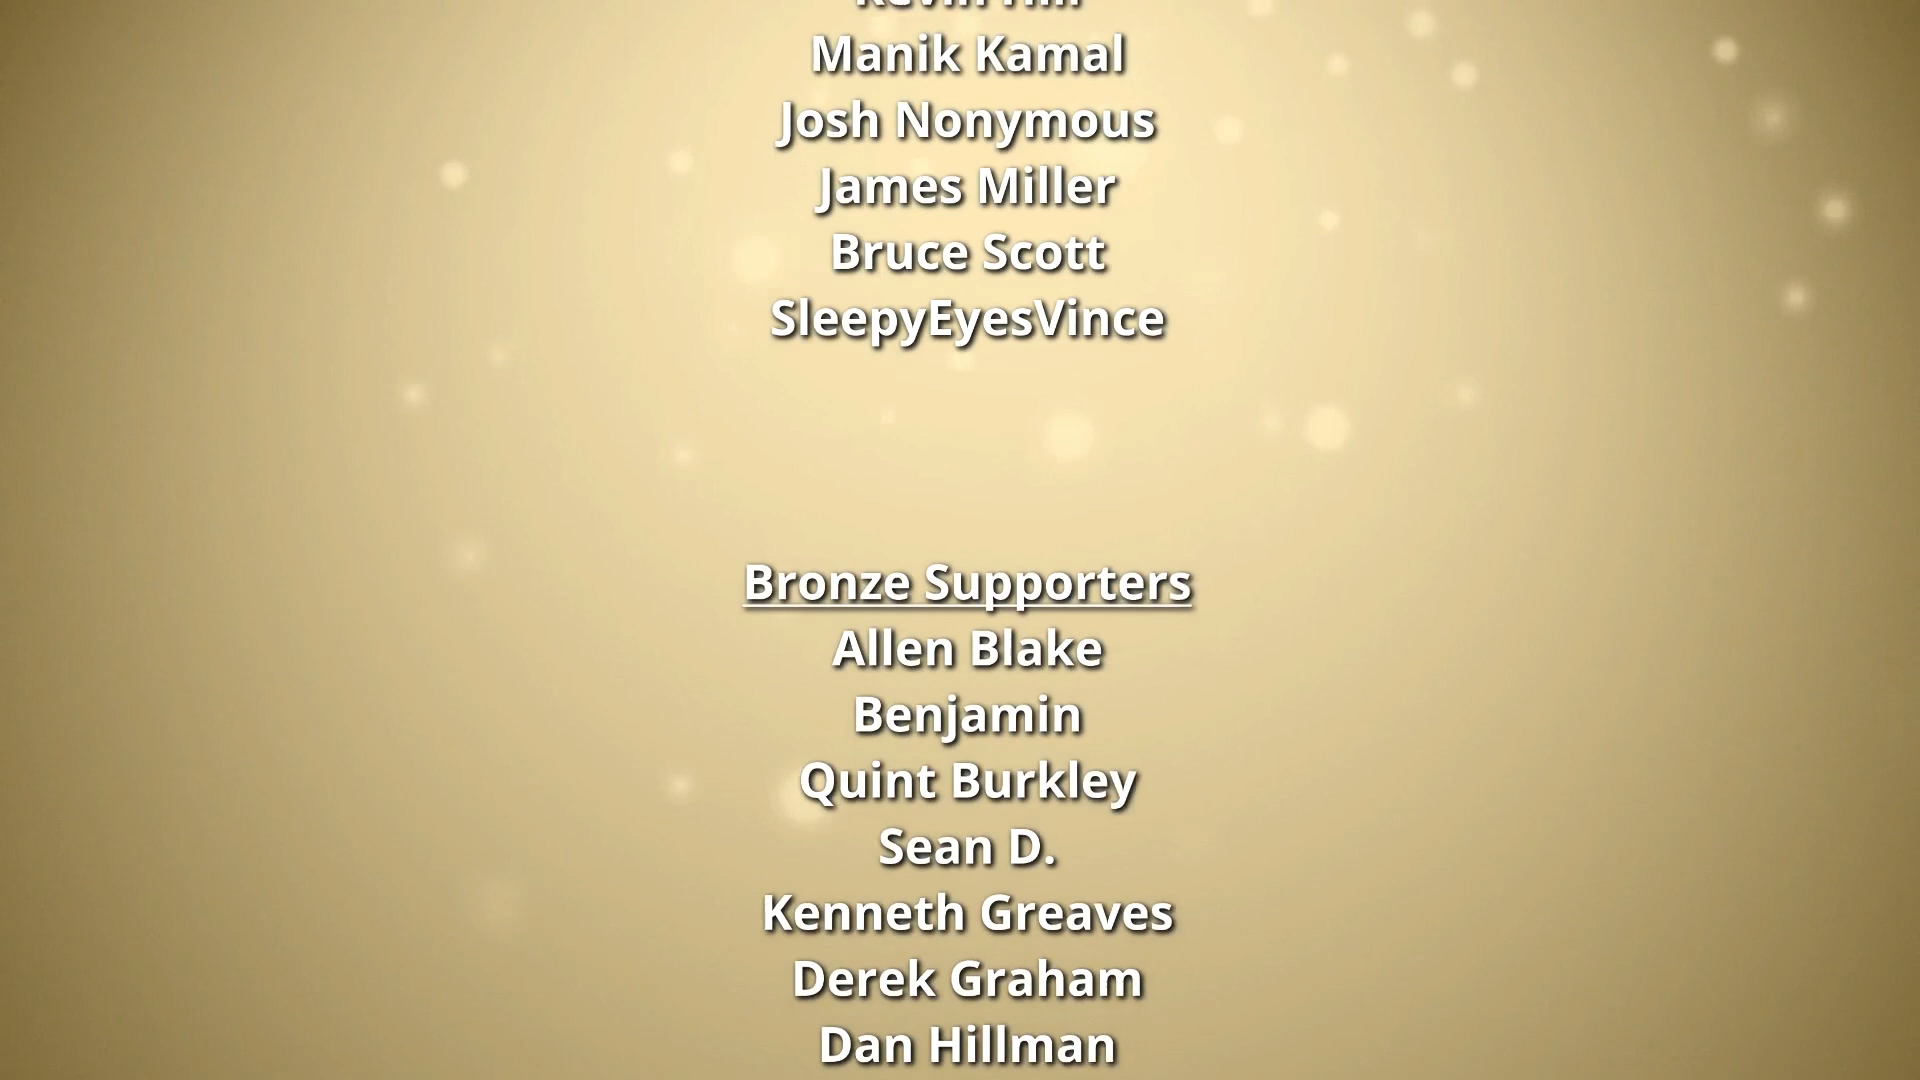 Manik Kamal
Josh Nonymous
James Miller
Bruce Scott
SleepyEyesVince
Bronze Supporters
Allen Blake
Benjamin
Quint Burkley
Sean D.
Kenneth Greaves
Derek Graham
Dan Hillman